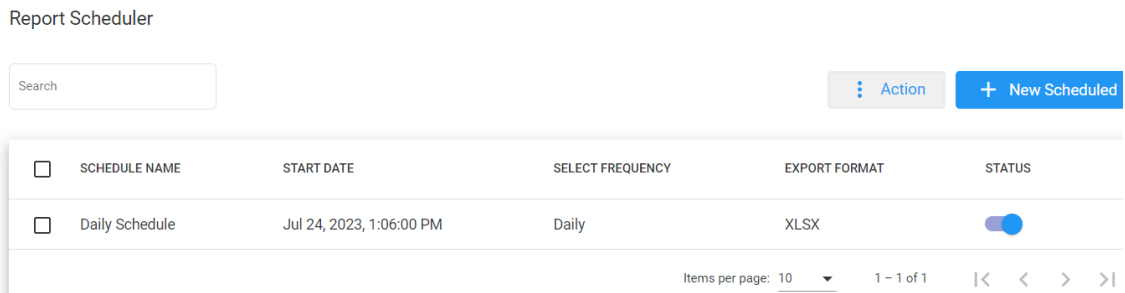 Report Scheduler
Search
Action
New Scheduled
SCHEDULE NAME START DATE SELECT FREQUENCY EXPORT FORMAT STATUS
Daily Schedule Jul 24, 2023, 1:06:00 PM Daily XLSX
Items per page: 10 1 – 1 of 1